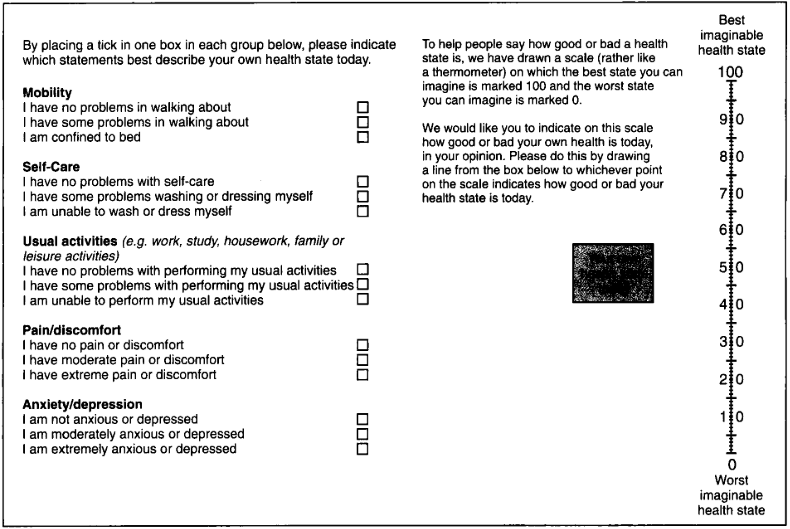 By placing a tick in one box in each group below, please indicate
which statements best describe your own health state today.
Mobility
I have no problems in walking about
I have some problems in walking about
I am confined to bed
Self-Care
I have no problems with self-care
I have some problems washing or dressing myself
I am unable to wash or dress myself
Usual activities (e.g. work, study, housework, family or
leisure activities)
I have no problems with performing my usual activities
I have some problems with performing my usual activities
I am unable to perform my usual activities
Pain/discomfort
I have no pain or discomfort
I have moderate pain or discomfort
I have extreme pain or discomfort
Anxiety/depression
I am not anxious or depressed
I am moderately anxious or depressed
I am extremely anxious or depressed
To help people say how good or bad a health
state is, we have drawn a scale (rather like
a thermometer) on which the best state you can
imagine is marked 100 and the worst state
you can imagine is marked 0.
We would like you to indicate on this scale
how good or bad your own health is today,
in your opinion. Please do this by drawing
a line from the box below to whichever point
on the scale indicates how good or bad your
health state is today.
Best
imaginable
health state
100
90
80
70
60
50
40
30
20
10
0
Worst
imaginable
health state